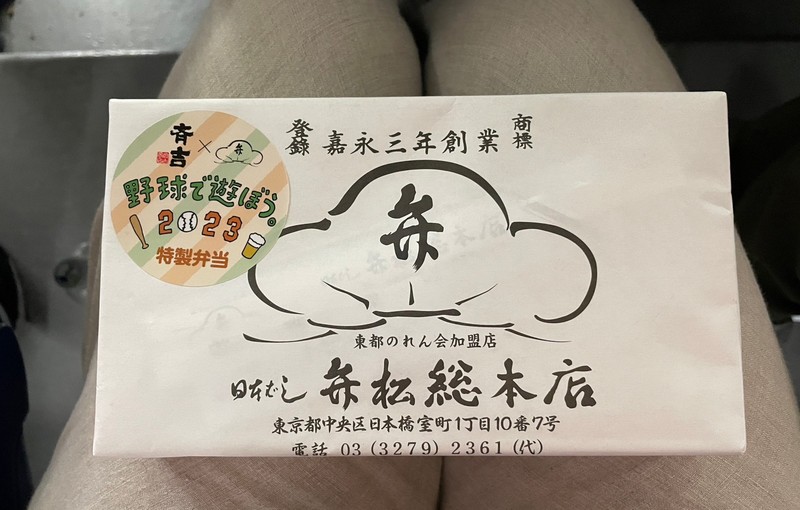 斉吉
×
弁
野球で遊ぼう。
2023
特製弁当
登録 嘉永三年創業 商標
弁
東都のれん会加盟店
日本ばし 弁松総本店
東京都中央区日本橋室町1丁目10番7号
電話 03(3279)2361(代)